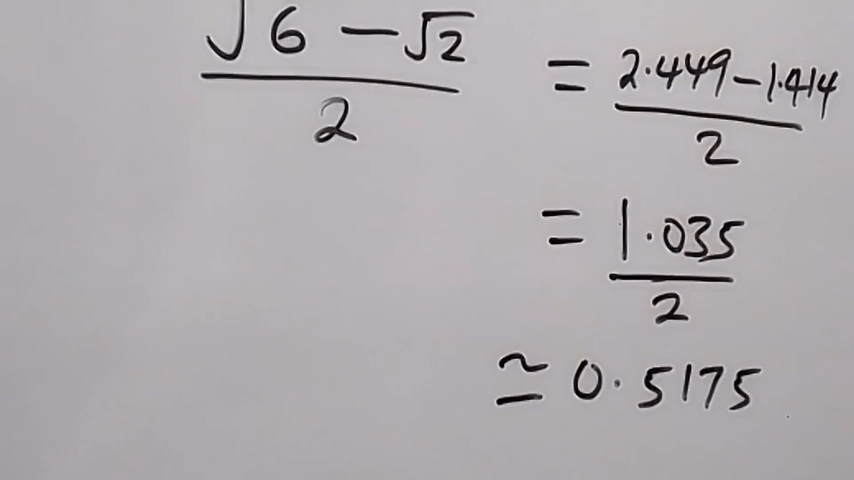 √6 − √2 / 2 = 2.449 − 1.414 / 2
= 1.035 / 2
≃ 0.5175